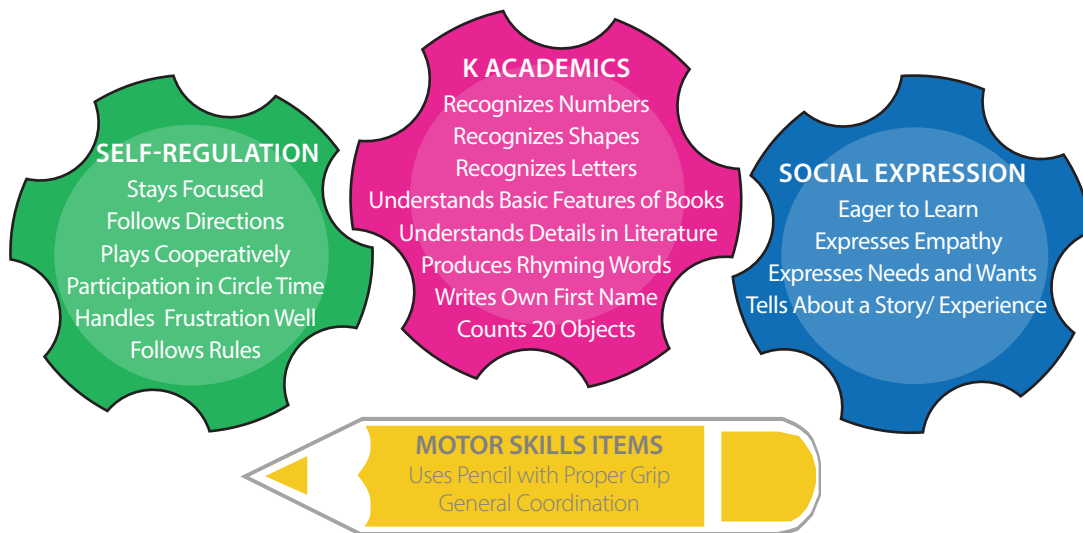 SELF-REGULATION
Stays Focused
Follows Directions
Plays Cooperatively
Participation in Circle Time
Handles Frustration Well
Follows Rules
K ACADEMICS
Recognizes Numbers
Recognizes Shapes
Recognizes Letters
Understands Basic Features of Books
Understands Details in Literature
Produces Rhyming Words
Writes Own First Name
Counts 20 Objects
SOCIAL EXPRESSION
Eager to Learn
Expresses Empathy
Expresses Needs and Wants
Tells About a Story/ Experience
MOTOR SKILLS ITEMS
Uses Pencil with Proper Grip
General Coordination